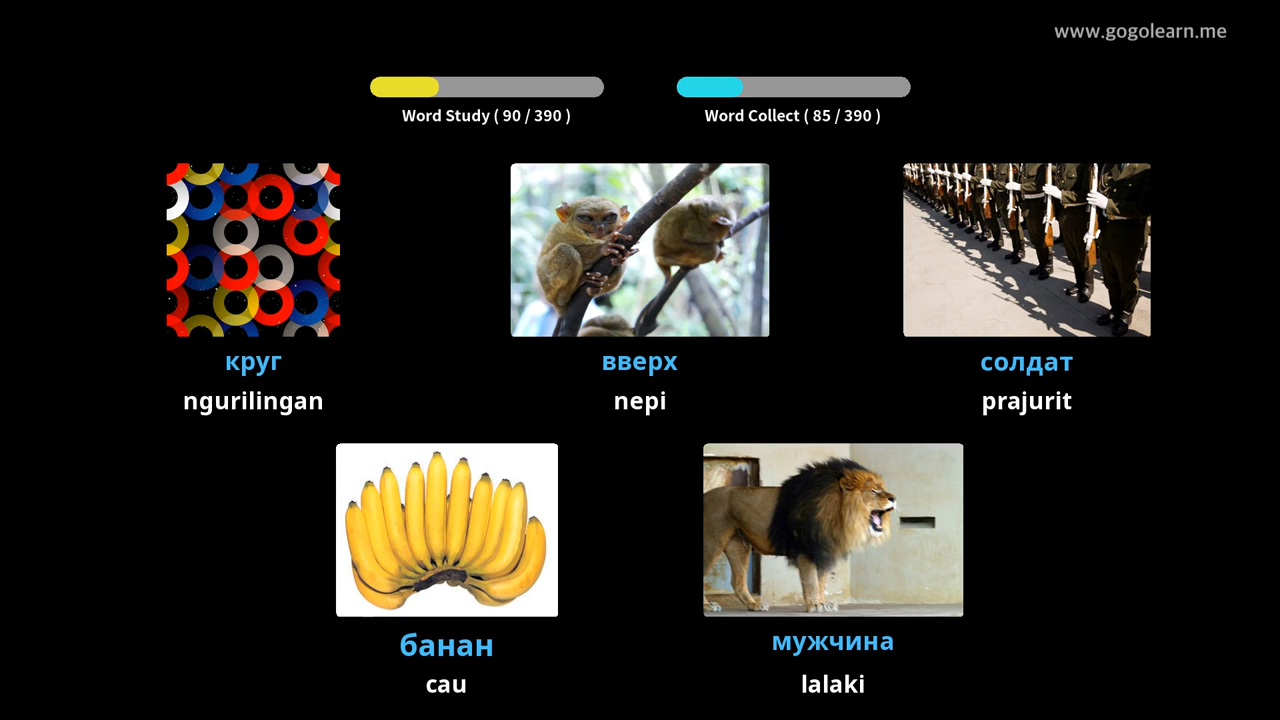 www.gogolearn.me
Word Study ( 90 / 390 )
Word Collect ( 85 / 390 )
круг
ngurilingan
вверх
nepi
солдат
prajurit
банан
cau
мужчина
lalaki